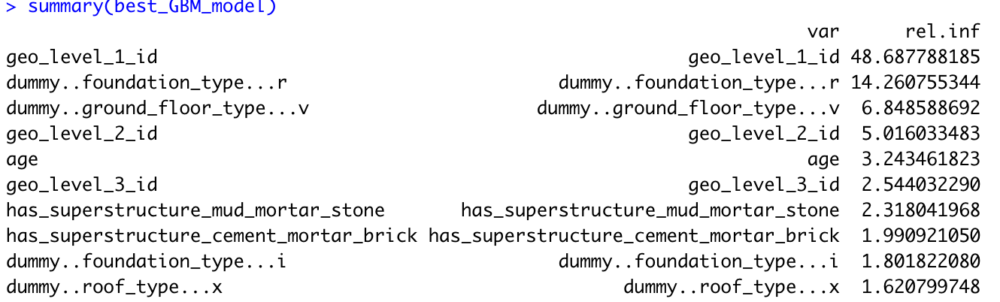 > summary(best_GBM_model)
var rel.inf
geo_level_1_id geo_level_1_id 48.687788185
dummy..foundation_type...r dummy..foundation_type...r 14.260755344
dummy..ground_floor_type...v dummy..ground_floor_type...v 6.848588692
geo_level_2_id geo_level_2_id 5.016033483
age age 3.243461823
geo_level_3_id geo_level_3_id 2.544032290
has_superstructure_mud_mortar_stone has_superstructure_mud_mortar_stone 2.318041968
has_superstructure_cement_mortar_brick has_superstructure_cement_mortar_brick 1.990921050
dummy..foundation_type...i dummy..foundation_type...i 1.801822080
dummy..roof_type...x dummy..roof_type...x 1.620799748